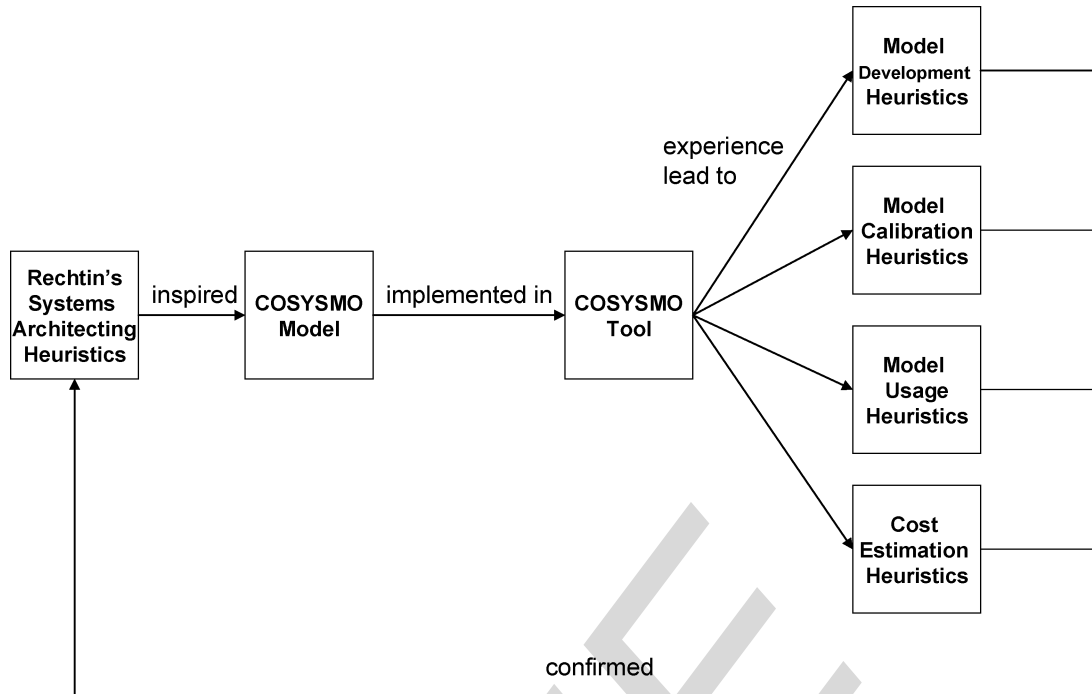 Rechtin's
Systems
Architecting
Heuristics
inspired
COSYSMO
Model
implemented in
COSYSMO
Tool
experience
lead to
Model
Development
Heuristics
Model
Calibration
Heuristics
Model
Usage
Heuristics
Cost
Estimation
Heuristics
confirmed